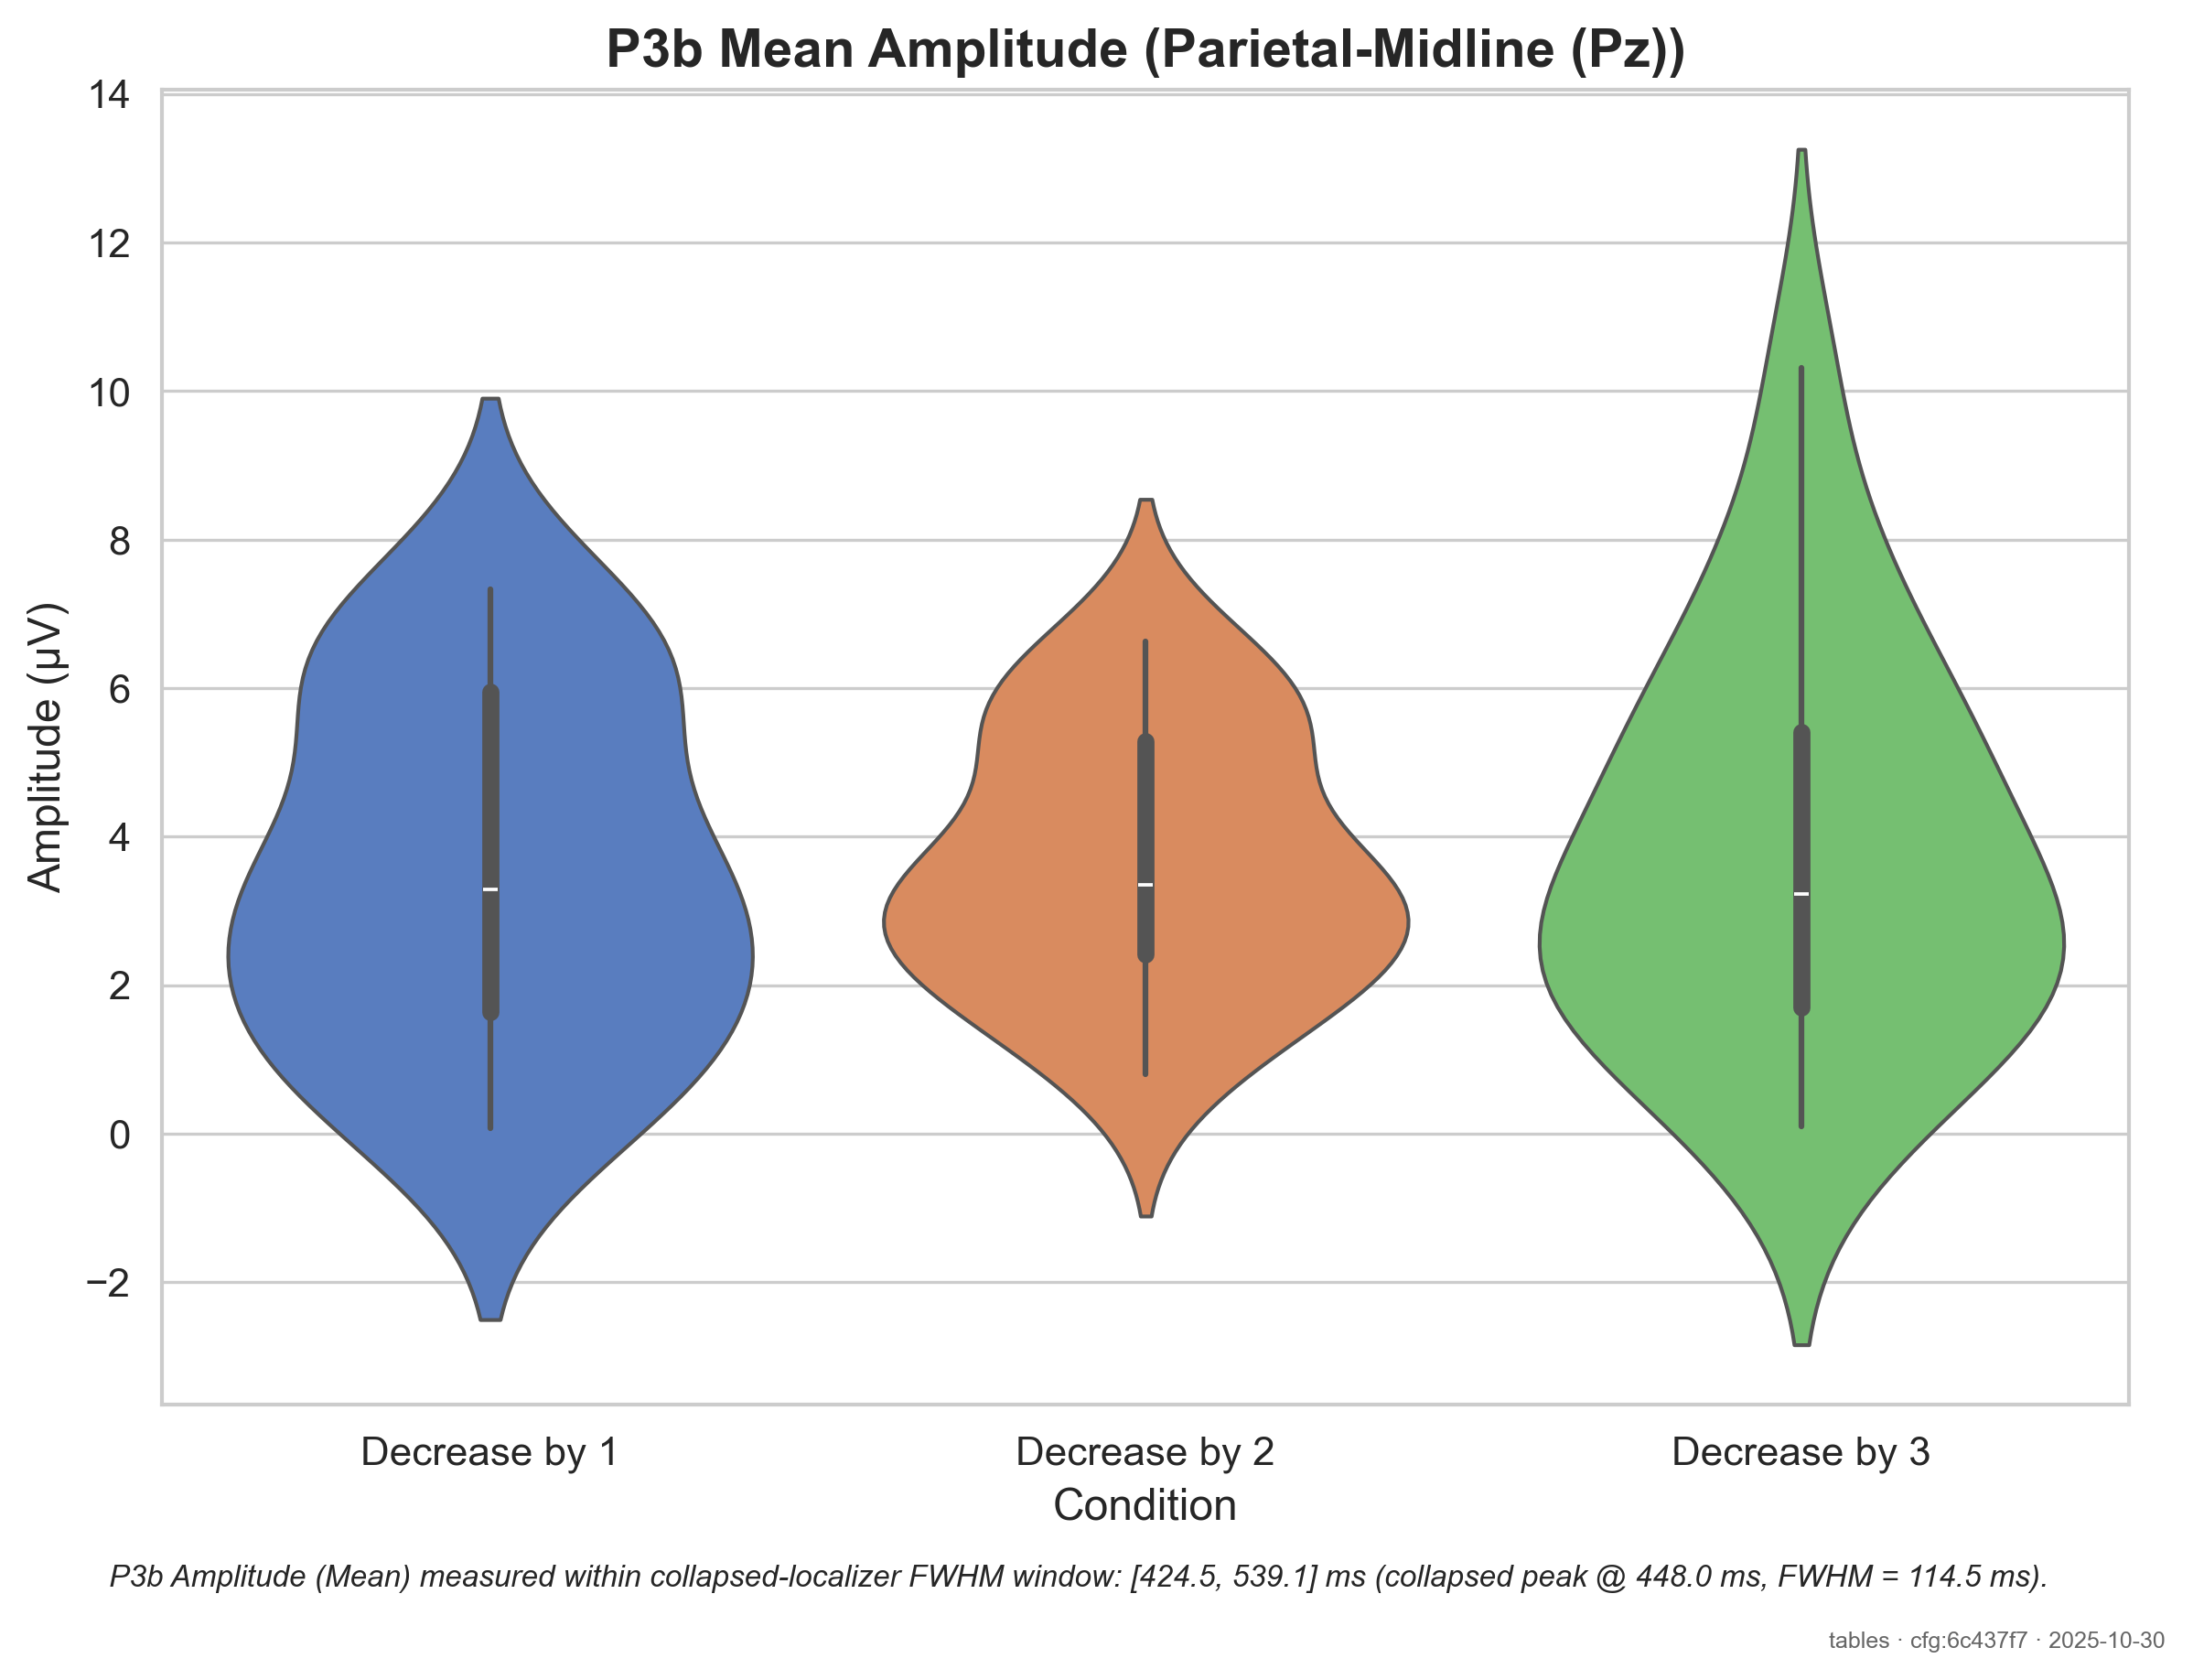 P3b Mean Amplitude (Parietal-Midline (Pz))
14
12
10
8
6
4
2
0
−2
Amplitude (µV)
Decrease by 1
Decrease by 2
Decrease by 3
Condition
P3b Amplitude (Mean) measured within collapsed-localizer FWHM window: [424.5, 539.1] ms (collapsed peak @ 448.0 ms, FWHM = 114.5 ms).
tables · cfg:6c437f7 · 2025-10-30